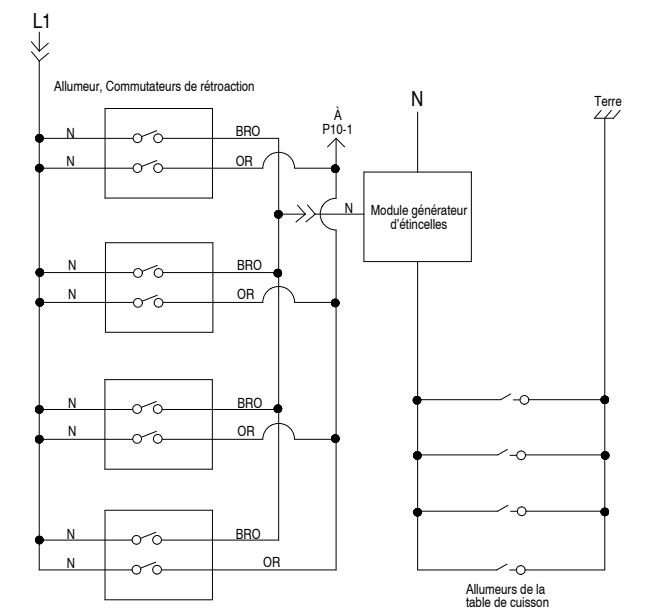 L1
Allumeur, Commutateurs de rétroaction
N
BRO
N
OR
À
P10-1
N
Terre
N
Module générateur
d'étincelles
N
BRO
N
OR
N
BRO
N
OR
N
BRO
N
OR
Allumeurs de la
table de cuisson